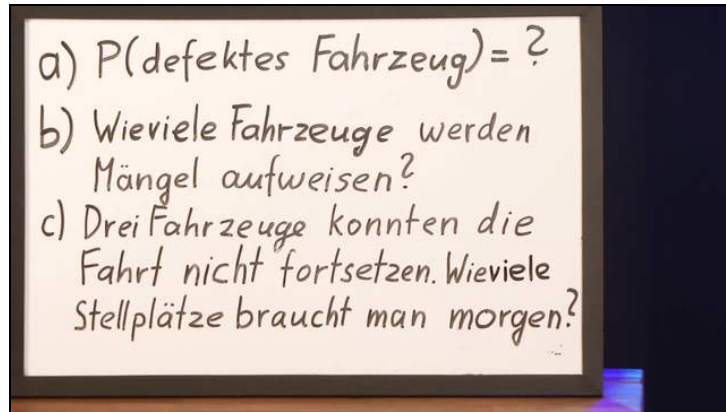 a) P(defektes Fahrzeug) = ?
b) Wieviele Fahrzeuge werden
Mängel aufweisen?
c) Drei Fahrzeuge konnten die
Fahrt nicht fortsetzen. Wieviele
Stellplätze braucht man morgen?